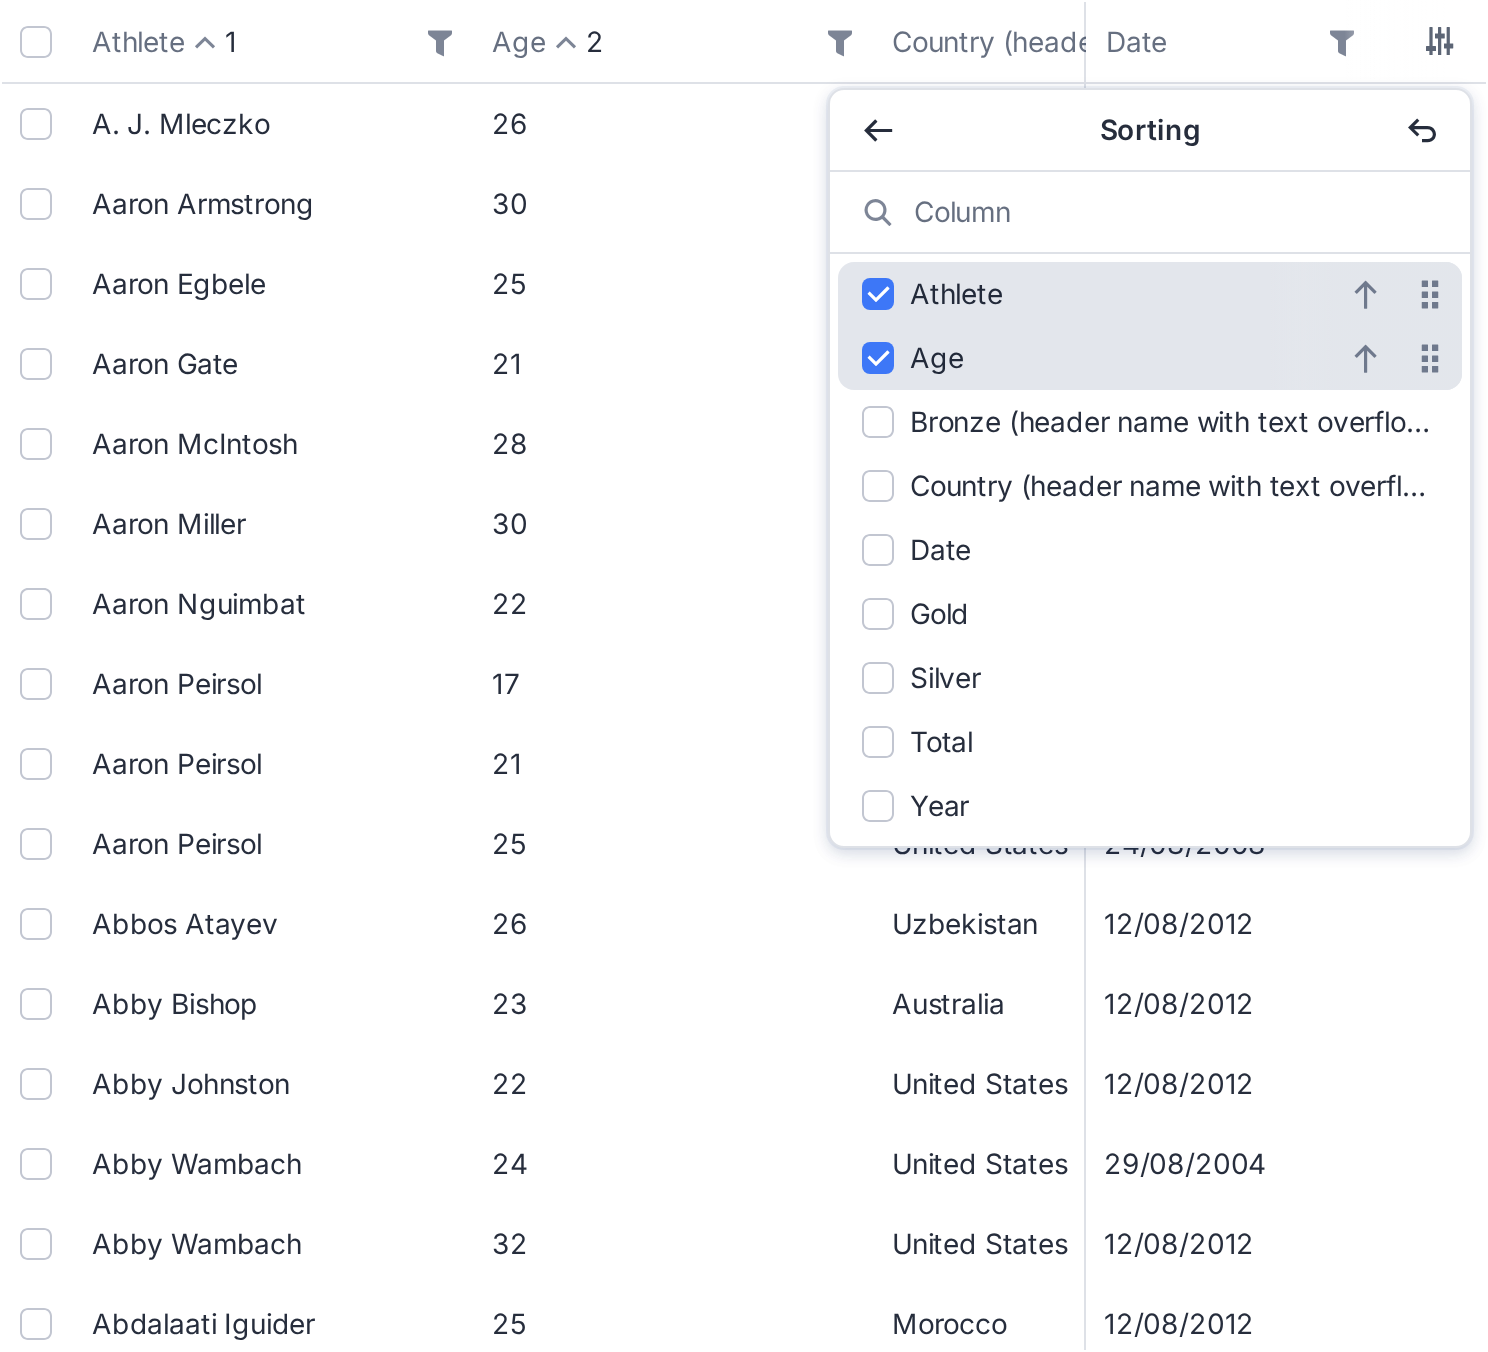 Athlete 1 Age 2 Country (heade Date
A. J. Mleczko 26
Sorting
Aaron Armstrong 30
Column
Aaron Egbele 25
Athlete
Aaron Gate 21
Age
Bronze (header name with text overflo...
Aaron McIntosh 28
Country (header name with text overfl...
Aaron Miller 30
Date
Aaron Nguimbat 22
Gold
Aaron Peirsol 17
Silver
Aaron Peirsol 21
Total
Year
Aaron Peirsol 25 United States
Abbos Atayev 26 Uzbekistan 12/08/2012
Abby Bishop 23 Australia 12/08/2012
Abby Johnston 22 United States 12/08/2012
Abby Wambach 24 United States 29/08/2004
Abby Wambach 32 United States 12/08/2012
Abdalaati Iguider 25 Morocco 12/08/2012